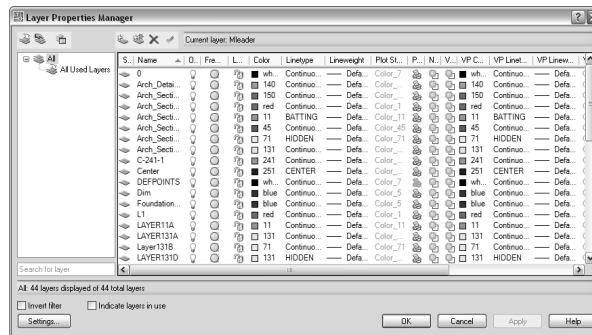 Layer Properties Manager
Current layer: Mleader
All
All Used Layers
S.. Name O.. Fre... L... Color Linetype Lineweight Plot St... P... N.. V... VP C... VP Linet... VP Linew...
0 wh... Continuo... Defa... Color_7 wh... Continuo... Defa...
Arch_Detai... 140 Continuo... Defa... Color_... 140 Continuo... Defa...
Arch_Secti... 150 Continuo... Defa... Color_... 150 Continuo... Defa...
Arch_Secti... red Continuo... Defa... Color_1 red Continuo... Defa...
Arch_Secti... 11 BATTING Defa... Color_11 11 BATTING Defa...
Arch_Secti... 45 Continuo... Defa... Color_45 45 Continuo... Defa...
Arch_Secti... 71 HIDDEN Defa... Color_71 71 HIDDEN Defa...
Arch_Secti... 131 Continuo... Defa... Color_... 131 Continuo... Defa...
C-241-1 241 Continuo... Defa... Color_... 241 Continuo... Defa...
Center 251 CENTER Defa... Color_... 251 CENTER Defa...
DEFPOINTS wh... Continuo... Defa... Color_7 wh... Continuo... Defa...
Dim blue Continuo... Defa... Color_5 blue Continuo... Defa...
Foundation... blue Continuo... Defa... Color_5 blue Continuo... Defa...
L1 red Continuo... Defa... Color_1 red Continuo... Defa...
LAYER11A 11 Continuo... Defa... Color_11 11 Continuo... Defa...
LAYER131A 131 Continuo... Defa... Color_... 131 Continuo... Defa...
Layer131B 71 Continuo... Defa... Color_71 71 Continuo... Defa...
LAYER131D 131 HIDDEN Defa... Color_... 131 HIDDEN Defa...
Search for layer
All: 44 layers displayed of 44 total layers
Invert filter Indicate layers in use
Settings... OK Cancel Apply Help